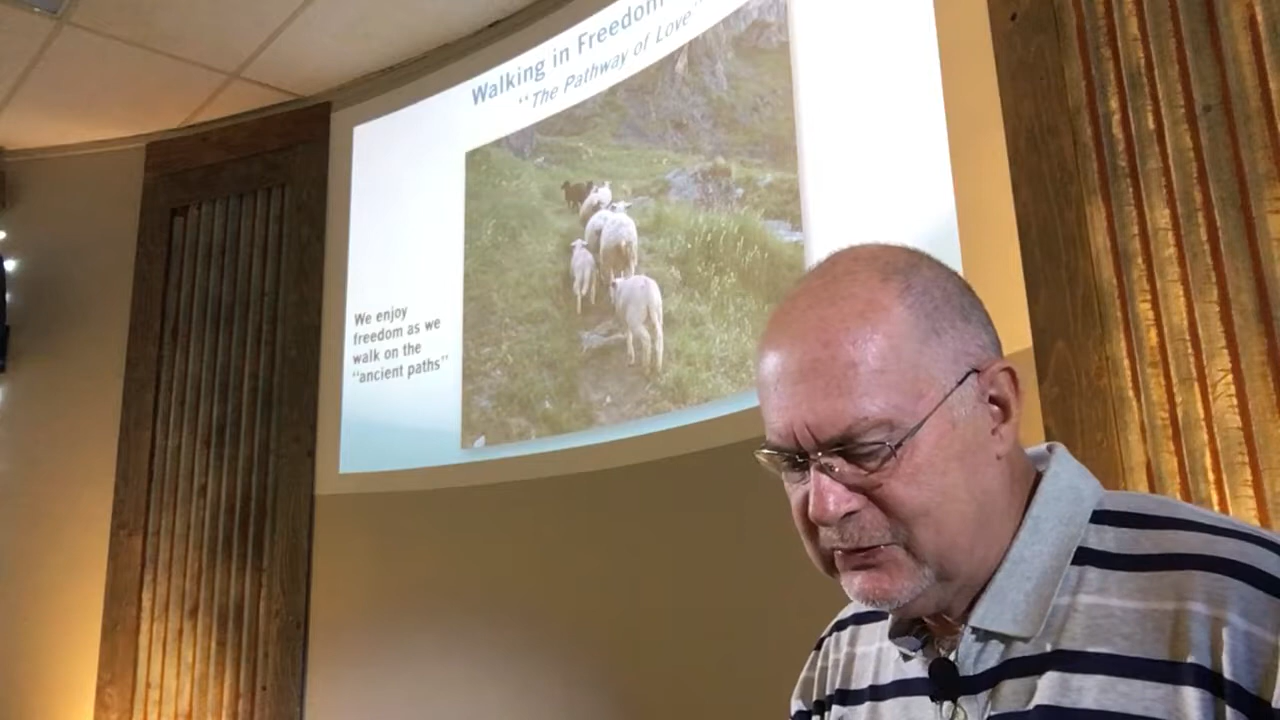 Walking in Freedom
"The Pathway of Love"
We enjoy
freedom as we
walk on the
"ancient paths"